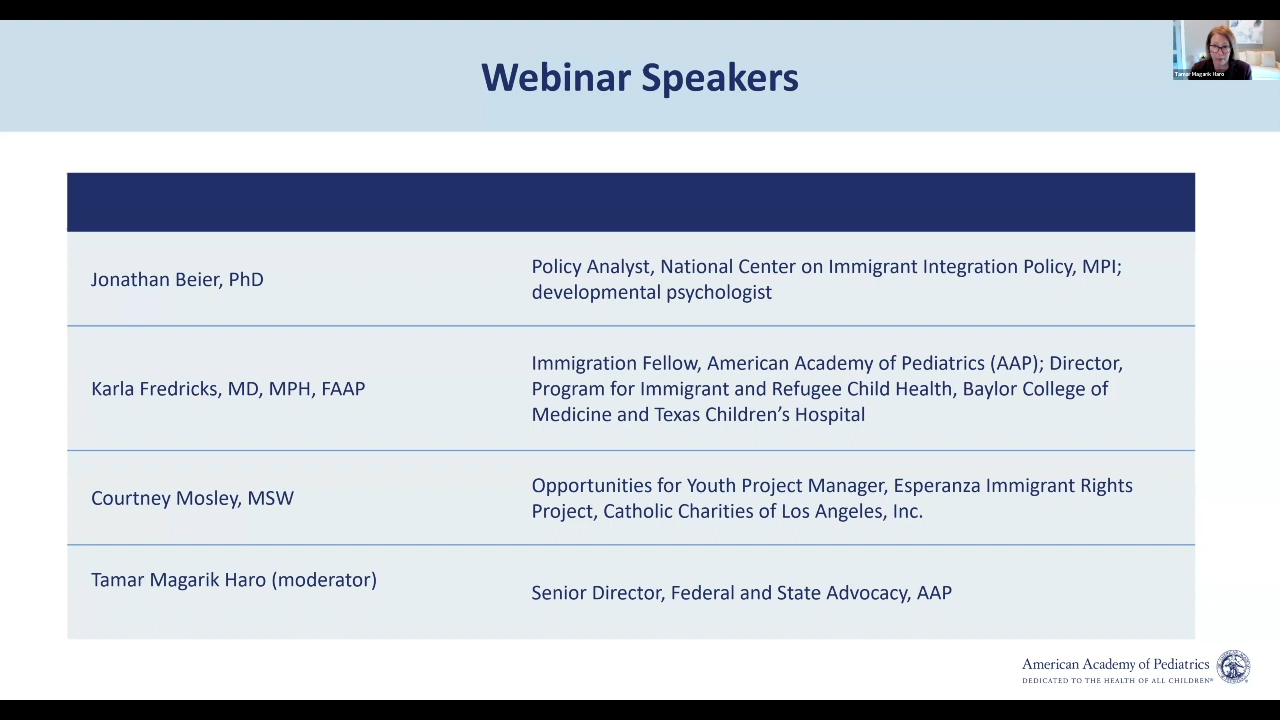 Webinar Speakers
Tamar Magarik Haro
Jonathan Beier, PhD
Policy Analyst, National Center on Immigrant Integration Policy, MPI;
developmental psychologist
Karla Fredricks, MD, MPH, FAAP
Immigration Fellow, American Academy of Pediatrics (AAP); Director,
Program for Immigrant and Refugee Child Health, Baylor College of
Medicine and Texas Children’s Hospital
Courtney Mosley, MSW
Opportunities for Youth Project Manager, Esperanza Immigrant Rights
Project, Catholic Charities of Los Angeles, Inc.
Tamar Magarik Haro (moderator)
Senior Director, Federal and State Advocacy, AAP
American Academy of Pediatrics
DEDICATED TO THE HEALTH OF ALL CHILDREN®